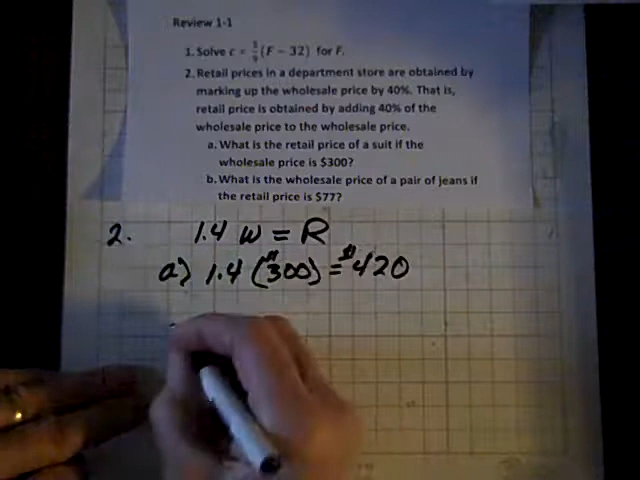 Review 1-1
1. Solve c = 5/9 (F − 32) for F.
2. Retail prices in a department store are obtained by
marking up the wholesale price by 40%. That is,
retail price is obtained by adding 40% of the
wholesale price to the wholesale price.
a. What is the retail price of a suit if the
wholesale price is $300?
b. What is the wholesale price of a pair of jeans if
the retail price is $77?
2. 1.4 w = R
a) 1.4 ($300) = $420